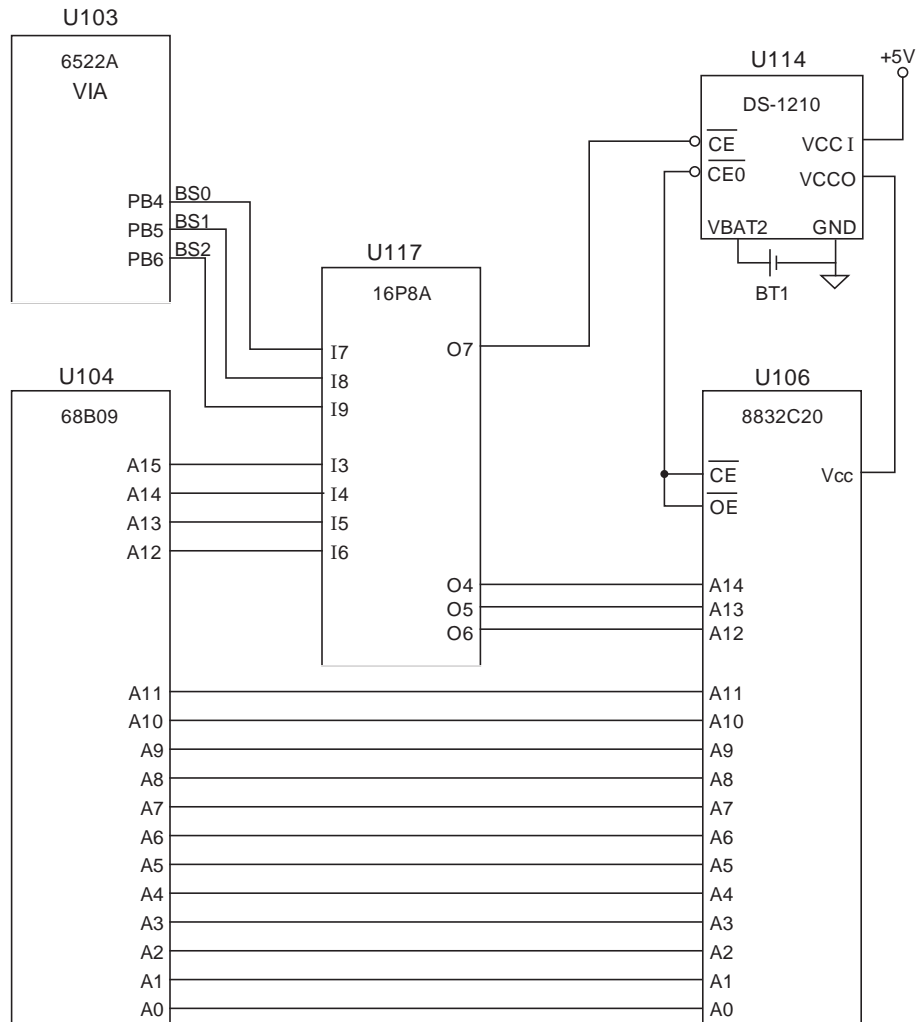 U103
6522A
VIA
PB4
BS0
PB5
BS1
PB6
BS2
U117
16P8A
I7
I8
I9
I3
I4
I5
I6
O7
O4
O5
O6
U114
DS-1210
CE
CE0
VCC I
VCCO
VBAT2
GND
+5V
BT1
U104
68B09
A15
A14
A13
A12
A11
A10
A9
A8
A7
A6
A5
A4
A3
A2
A1
A0
U106
8832C20
CE
OE
Vcc
A14
A13
A12
A11
A10
A9
A8
A7
A6
A5
A4
A3
A2
A1
A0